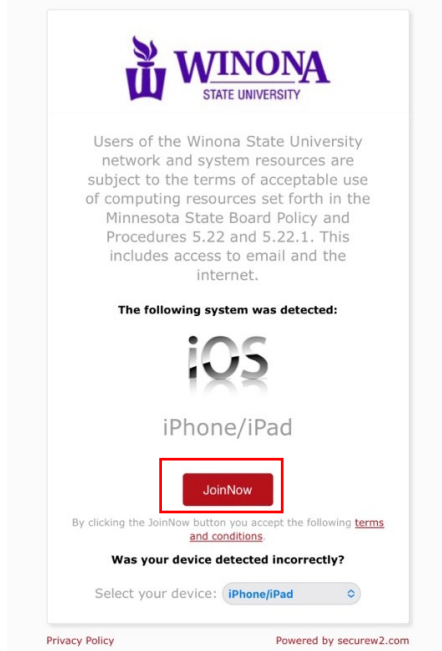 WINONA
STATE UNIVERSITY
Users of the Winona State University
network and system resources are
subject to the terms of acceptable use
of computing resources set forth in the
Minnesota State Board Policy and
Procedures 5.22 and 5.22.1. This
includes access to email and the
internet.
The following system was detected:
iOS
iPhone/iPad
JoinNow
By clicking the JoinNow button you accept the following terms
and conditions.
Was your device detected incorrectly?
Select your device: iPhone/iPad
Privacy Policy Powered by securew2.com